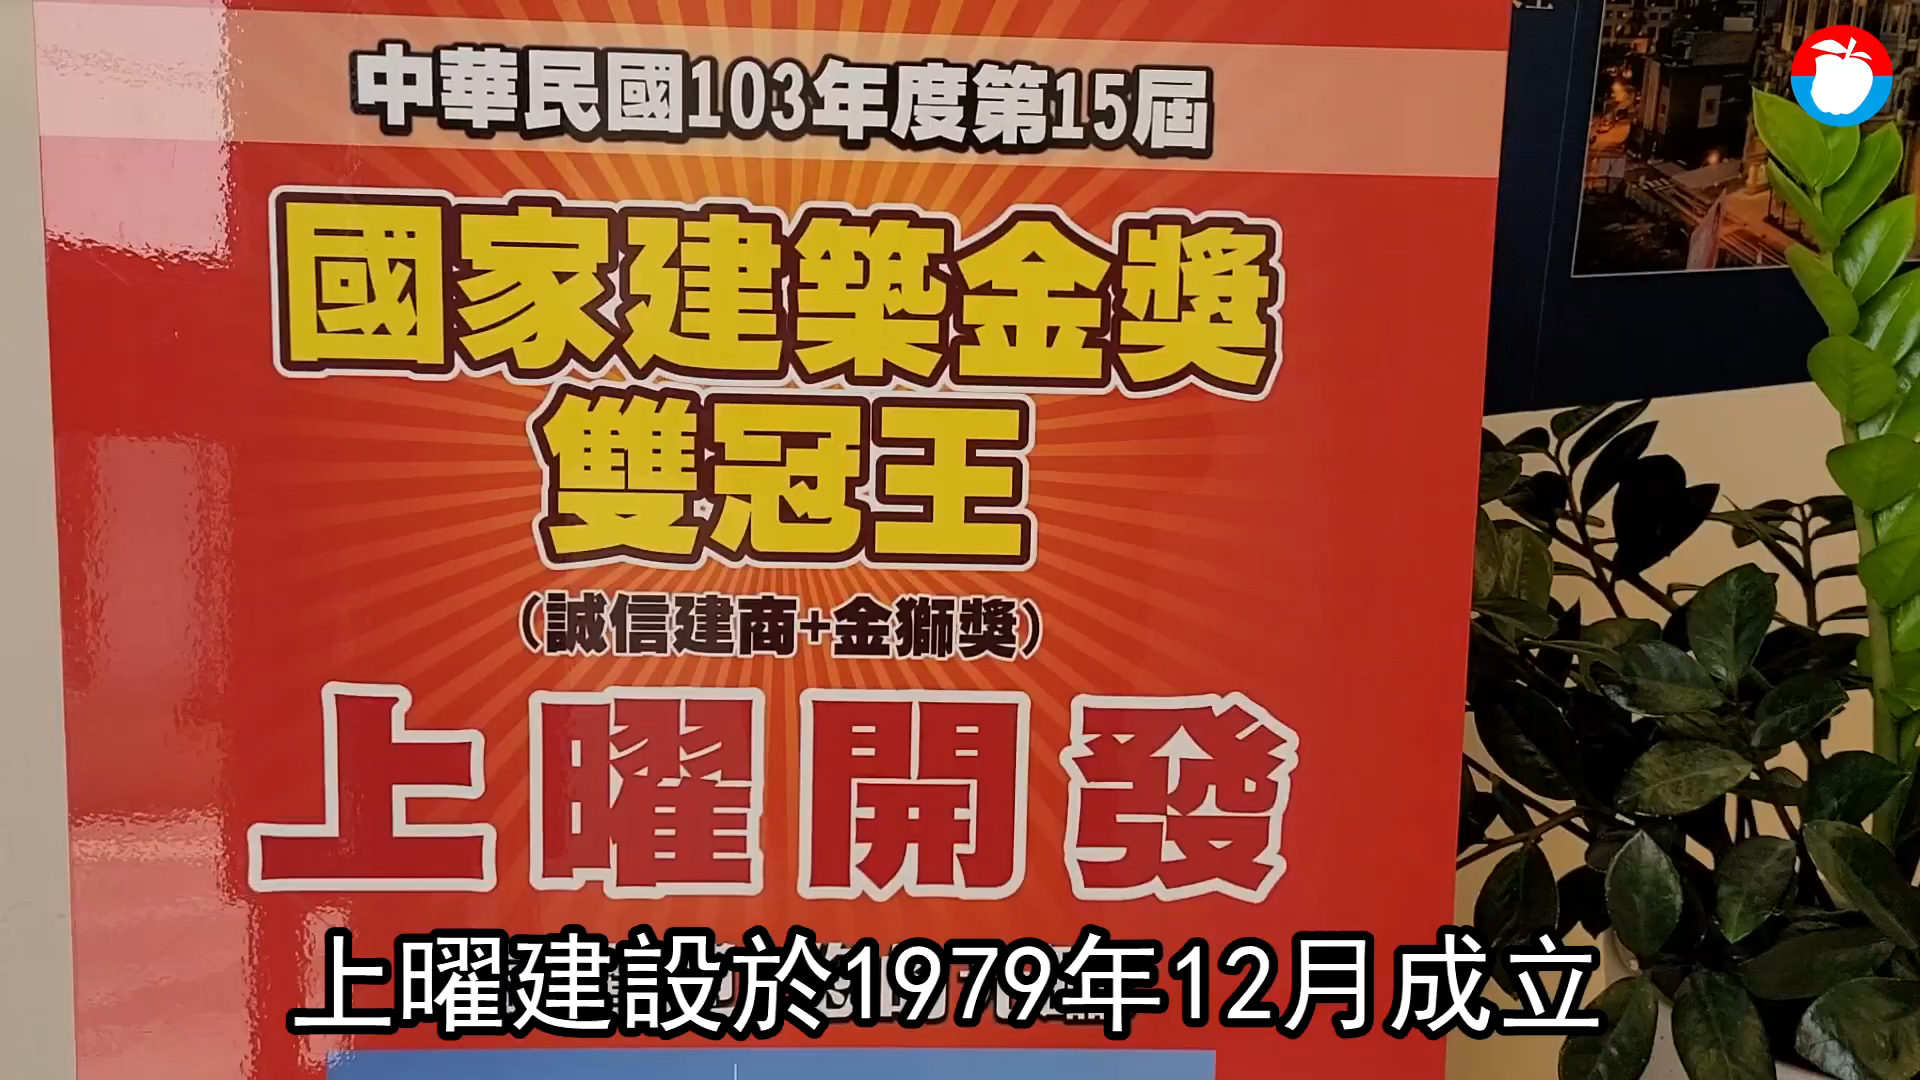 中華民國103年度第15屆
國家建築金獎
雙冠王
(誠信建商+金獅獎)
上曜開發
上曜建設於1979年12月成立